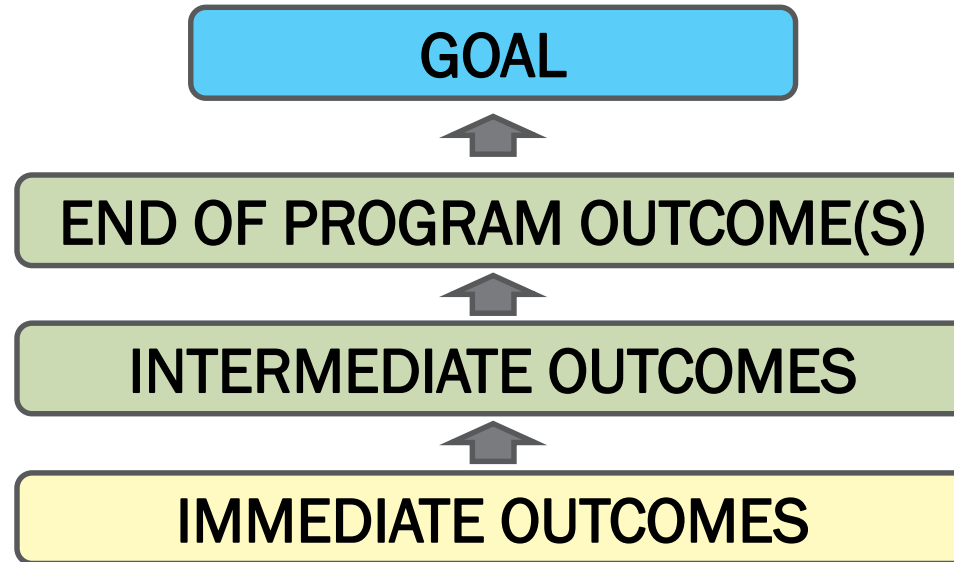 GOAL
END OF PROGRAM OUTCOME(S)
INTERMEDIATE OUTCOMES
IMMEDIATE OUTCOMES